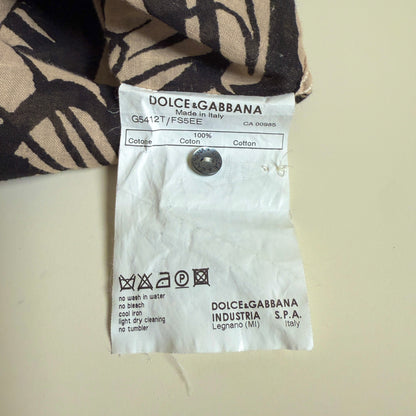 DOLCE&GABBANA
Made in Italy
G5412T/FS5EE CA 00985
100%
Cotone Coton Cotton
no wash in water
no bleach
cool iron
light dry cleaning
no tumbler
DOLCE&GABBANA
INDUSTRIA S.P.A.
Legnano (MI) Italy